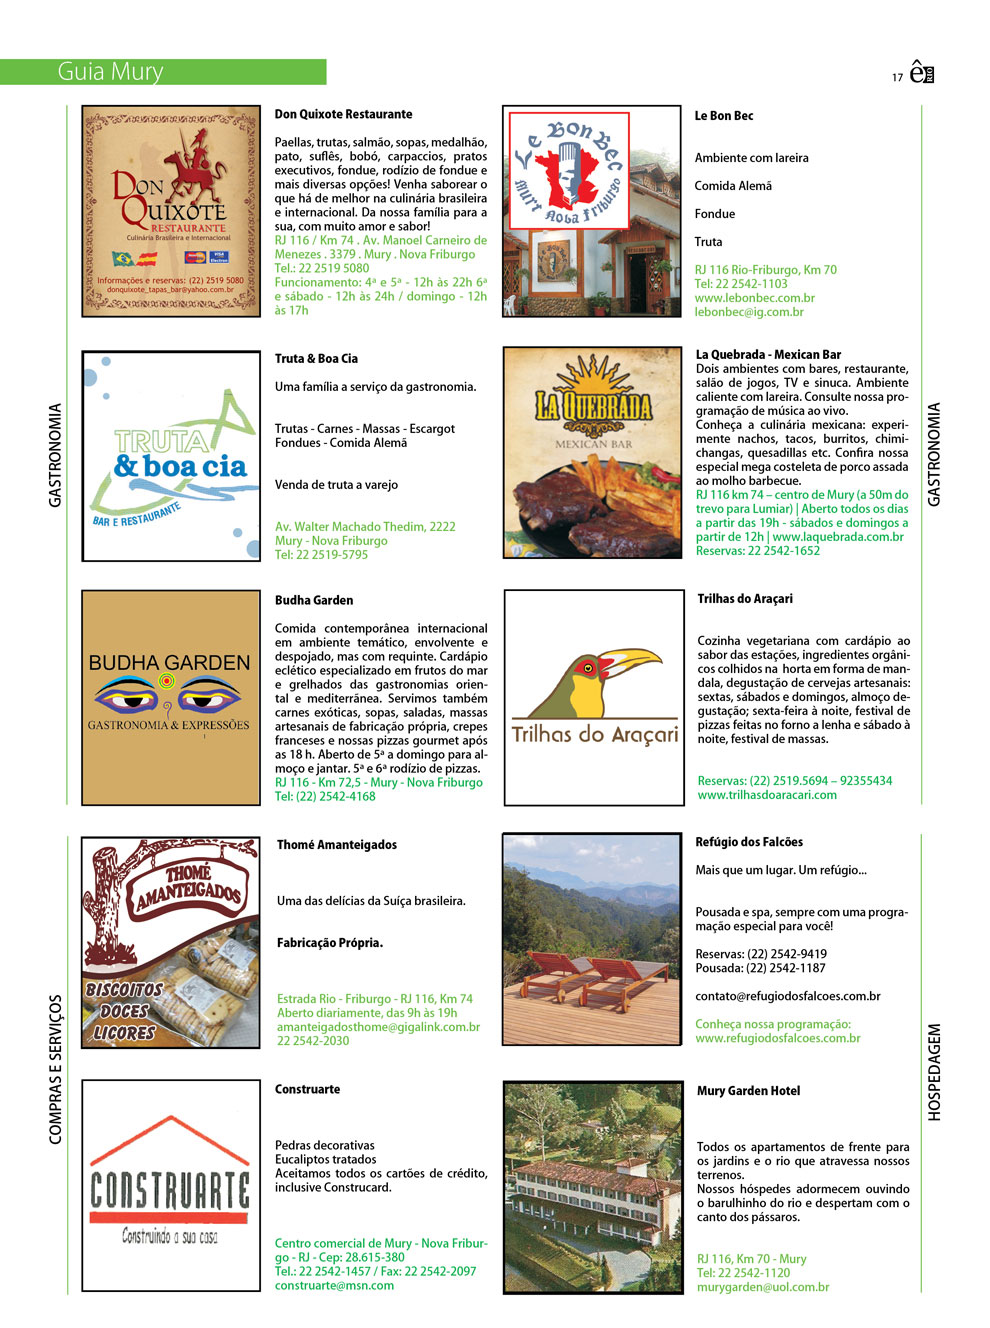 Guia Mury
17 ê RIO
GASTRONOMIA
DON
QUIXOTE
RESTAURANTE
Culinária Brasileira e Internacional
VISA
Electron
Informações e reservas: (22) 2519 5080
donquixote_tapas_bar@yahoo.com.br
Don Quixote Restaurante
Paellas, trutas, salmão, sopas, medalhão,
pato, suflês, bobó, carpaccios, pratos
executivos, fondue, rodízio de fondue e
mais diversas opções! Venha saborear o
que há de melhor na culinária brasileira
e internacional. Da nossa família para a
sua, com muito amor e sabor!
RJ 116 / Km 74 . Av. Manoel Carneiro de
Menezes . 3379 . Mury . Nova Friburgo
Tel.: 22 2519 5080
Funcionamento: 4ª e 5ª - 12h às 22h 6ª
e sábado - 12h às 24h / domingo - 12h
às 17h
TRUTA
& boa cia
BAR E RESTAURANTE
Truta & Boa Cia
Uma família a serviço da gastronomia.
Trutas - Carnes - Massas - Escargot
Fondues - Comida Alemã
Venda de truta a varejo
Av. Walter Machado Thedim, 2222
Mury - Nova Friburgo
Tel: 22 2519-5795
BUDHA GARDEN
GASTRONOMIA & EXPRESSÕES
Budha Garden
Comida contemporânea internacional
em ambiente temático, envolvente e
despojado, mas com requinte. Cardápio
eclético especializado em frutos do mar
e grelhados das gastronomias orien-
tal e mediterrânea. Servimos também
carnes exóticas, sopas, saladas, massas
artesanais de fabricação própria, crepes
franceses e nossas pizzas gourmet após
as 18 h. Aberto de 5ª a domingo para al-
moço e jantar. 5ª e 6ª rodízio de pizzas.
RJ 116 - Km 72,5 - Mury - Nova Friburgo
Tel: (22) 2542-4168
Le Bon Bec
Mury Nova Friburgo
Le Bon Bec
Ambiente com lareira
Comida Alemã
Fondue
Truta
RJ 116 Rio-Friburgo, Km 70
Tel: 22 2542-1103
www.lebonbec.com.br
lebonbec@ig.com.br
LA QUEBRADA
MEXICAN BAR
La Quebrada - Mexican Bar
Dois ambientes com bares, restaurante,
salão de jogos, TV e sinuca. Ambiente
caliente com lareira. Consulte nossa pro-
gramação de música ao vivo.
Conheça a culinária mexicana: experi-
mente nachos, tacos, burritos, chimi-
changas, quesadillas etc. Confira nossa
especial mega costeleta de porco assada
ao molho barbecue.
RJ 116 km 74 – centro de Mury (a 50m do
trevo para Lumiar) | Aberto todos os dias
a partir das 19h - sábados e domingos a
partir de 12h | www.laquebrada.com.br
Reservas: 22 2542-1652
Trilhas do Araçari
Trilhas do Araçari
Cozinha vegetariana com cardápio ao
sabor das estações, ingredientes orgâni-
cos colhidos na horta em forma de man-
dala, degustação de cervejas artesanais:
sextas, sábados e domingos, almoço de-
gustação; sexta-feira à noite, festival de
pizzas feitas no forno a lenha e sábado à
noite, festival de massas.
Reservas: (22) 2519.5694 – 92355434
www.trilhasdoaracari.com
GASTRONOMIA
COMPRAS E SERVIÇOS
THOMÉ
AMANTEIGADOS
BISCOITOS
DOCES
LICORES
Thomé Amanteigados
Uma das delícias da Suíça brasileira.
Fabricação Própria.
Estrada Rio - Friburgo - RJ 116, Km 74
Aberto diariamente, das 9h às 19h
amanteigadosthome@gigalink.com.br
22 2542-2030
CONSTRUARTE
Construindo a sua casa
Construarte
Pedras decorativas
Eucaliptos tratados
Aceitamos todos os cartões de crédito,
inclusive Construcard.
Centro comercial de Mury - Nova Fribur-
go - RJ - Cep: 28.615-380
Tel.: 22 2542-1457 / Fax: 22 2542-2097
construarte@msn.com
Refúgio dos Falcões
Mais que um lugar. Um refúgio...
Pousada e spa, sempre com uma progra-
mação especial para você!
Reservas: (22) 2542-9419
Pousada: (22) 2542-1187
contato@refugiodosfalcoes.com.br
Conheça nossa programação:
www.refugiodosfalcoes.com.br
Mury Garden Hotel
Todos os apartamentos de frente para
os jardins e o rio que atravessa nossos
terrenos.
Nossos hóspedes adormecem ouvindo
o barulhinho do rio e despertam com o
canto dos pássaros.
RJ 116, Km 70 - Mury
Tel: 22 2542-1120
murygarden@uol.com.br
HOSPEDAGEM